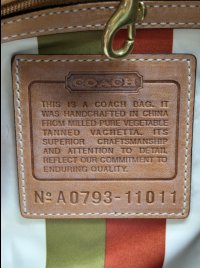 COACH
THIS IS A COACH BAG. IT
WAS HANDCRAFTED IN CHINA
FROM MILLED PURE VEGETABLE
TANNED VACHETTA. ITS
SUPERIOR CRAFTSMANSHIP
AND ATTENTION TO DETAIL
REFLECT OUR COMMITMENT TO
ENDURING QUALITY.
Nº A0793-11011